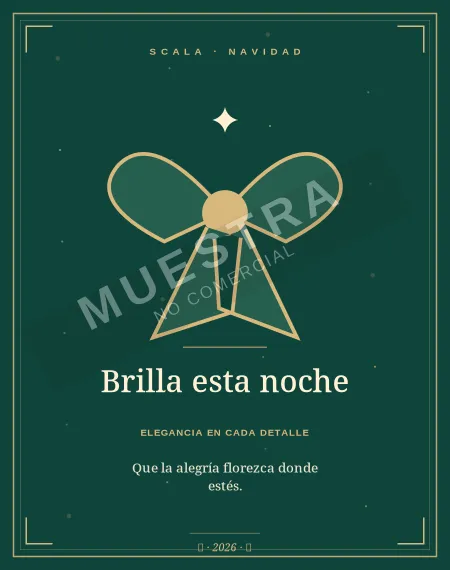 SCALA · NAVIDAD
MUESTRA
NO COMERCIAL
Brilla esta noche
ELEGANCIA EN CADA DETALLE
Que la alegría florezca donde
estés.
· 2026 ·